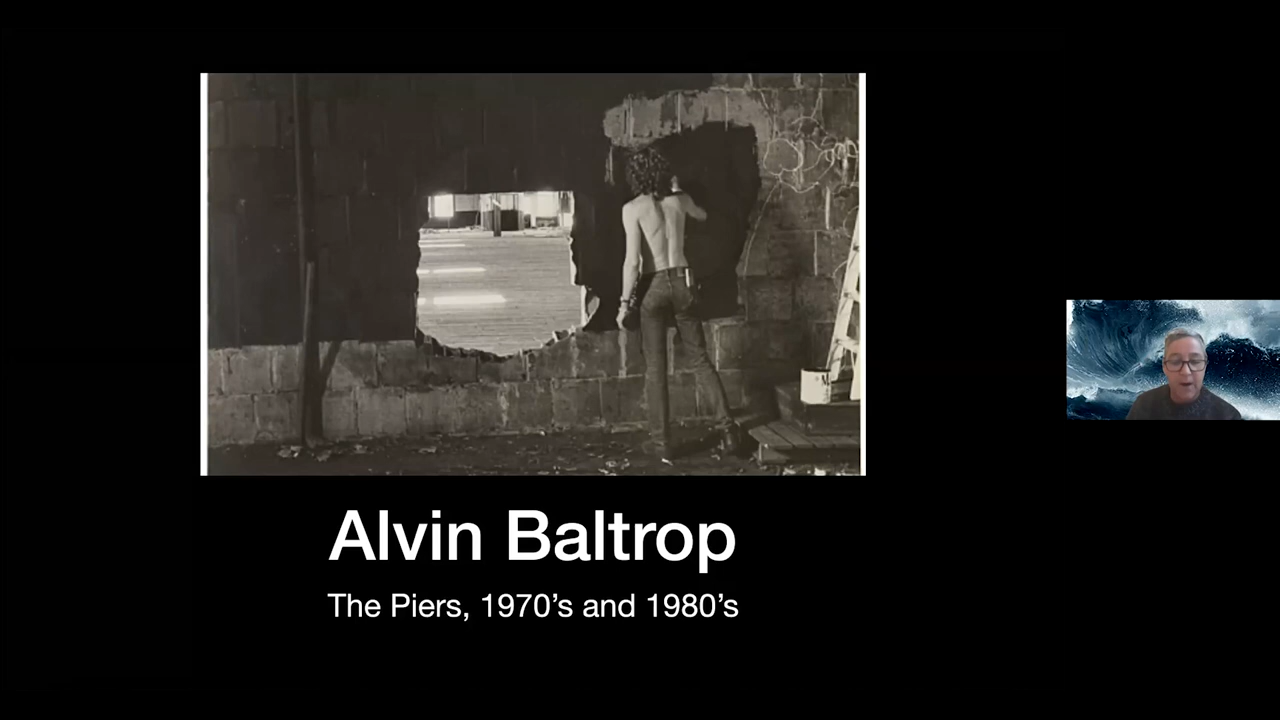 Alvin Baltrop
The Piers, 1970’s and 1980’s